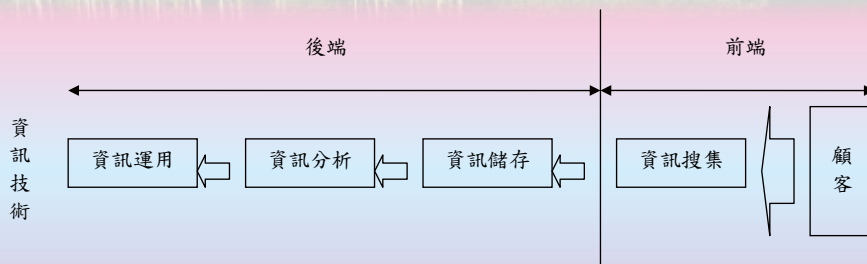 後端
前端
資訊技術
資訊運用
資訊分析
資訊儲存
資訊搜集
顧客